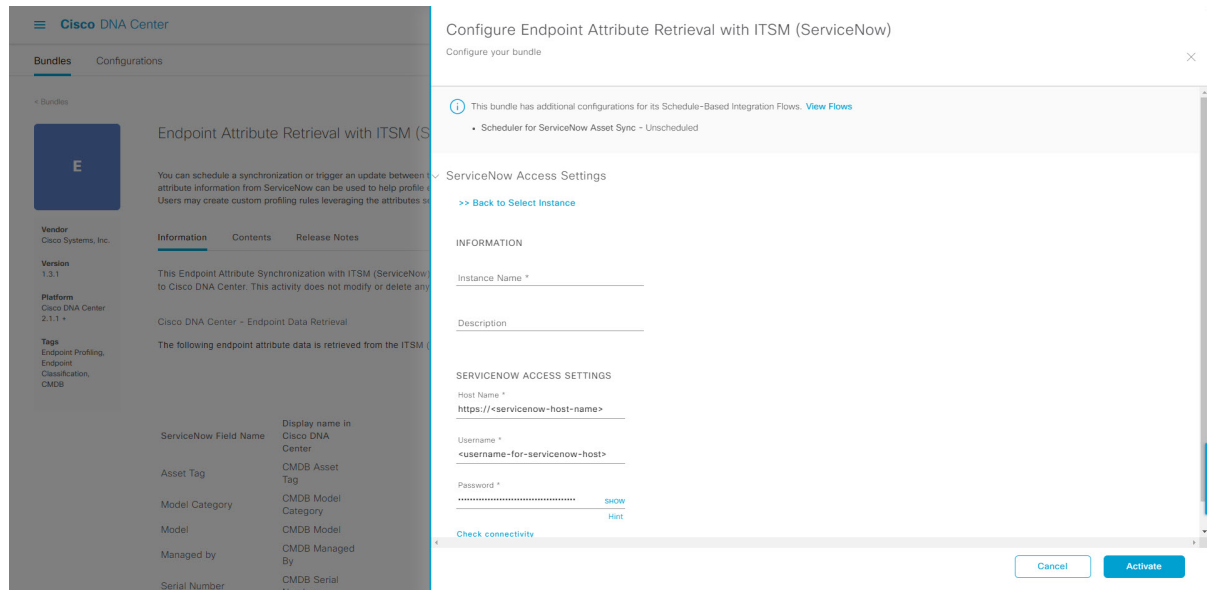 Cisco DNA Center
Bundles Configurations
< Bundles
E
Endpoint Attribute Retrieval with ITSM (S
You can schedule a synchronization or trigger an update between t
attribute information from ServiceNow can be used to help profile e
Users may create custom profiling rules leveraging the attributes se
Vendor
Cisco Systems, Inc.
Version
1.3.1
Platform
Cisco DNA Center
2.1.1 +
Tags
Endpoint Profiling,
Endpoint
Classification,
CMDB
Information Contents Release Notes
This Endpoint Attribute Synchronization with ITSM (ServiceNow)
to Cisco DNA Center. This activity does not modify or delete any
Cisco DNA Center - Endpoint Data Retrieval
The following endpoint attribute data is retrieved from the ITSM (
ServiceNow Field Name
Display name in
Cisco DNA
Center
Asset Tag
CMDB Asset
Tag
Model Category
CMDB Model
Category
Model
CMDB Model
Managed by
CMDB Managed
By
Serial Number
CMDB Serial
Configure Endpoint Attribute Retrieval with ITSM (ServiceNow)
Configure your bundle
This bundle has additional configurations for its Schedule-Based Integration Flows. View Flows
• Scheduler for ServiceNow Asset Sync - Unscheduled
ServiceNow Access Settings
>> Back to Select Instance
INFORMATION
Instance Name *
Description
SERVICENOW ACCESS SETTINGS
Host Name *
https://<servicenow-host-name>
Username *
<username-for-servicenow-host>
Password *
SHOW
Hint
Check connectivity
Cancel Activate